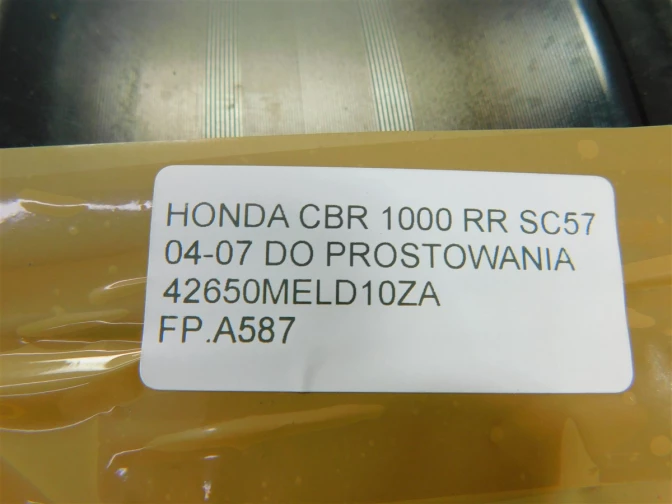 HONDA CBR 1000 RR SC57
04-07 DO PROSTOWANIA
42650MELD10ZA
FP.A587